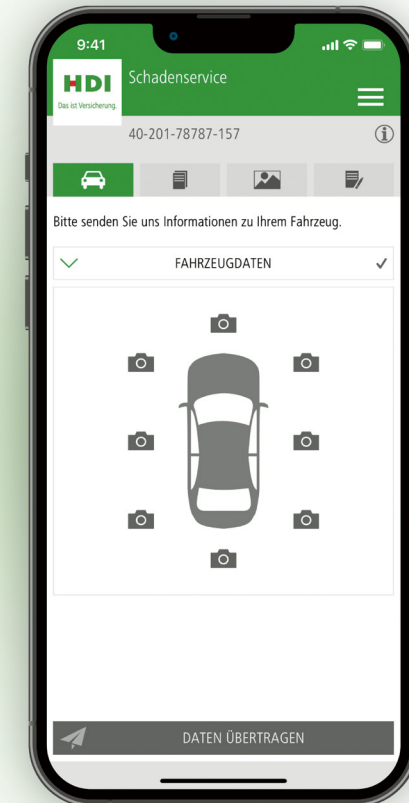 9:41
HDI
Das ist Versicherung.
Schadenservice
40-201-78787-157
Bitte senden Sie uns Informationen zu Ihrem Fahrzeug.
FAHRZEUGDATEN
DATEN ÜBERTRAGEN